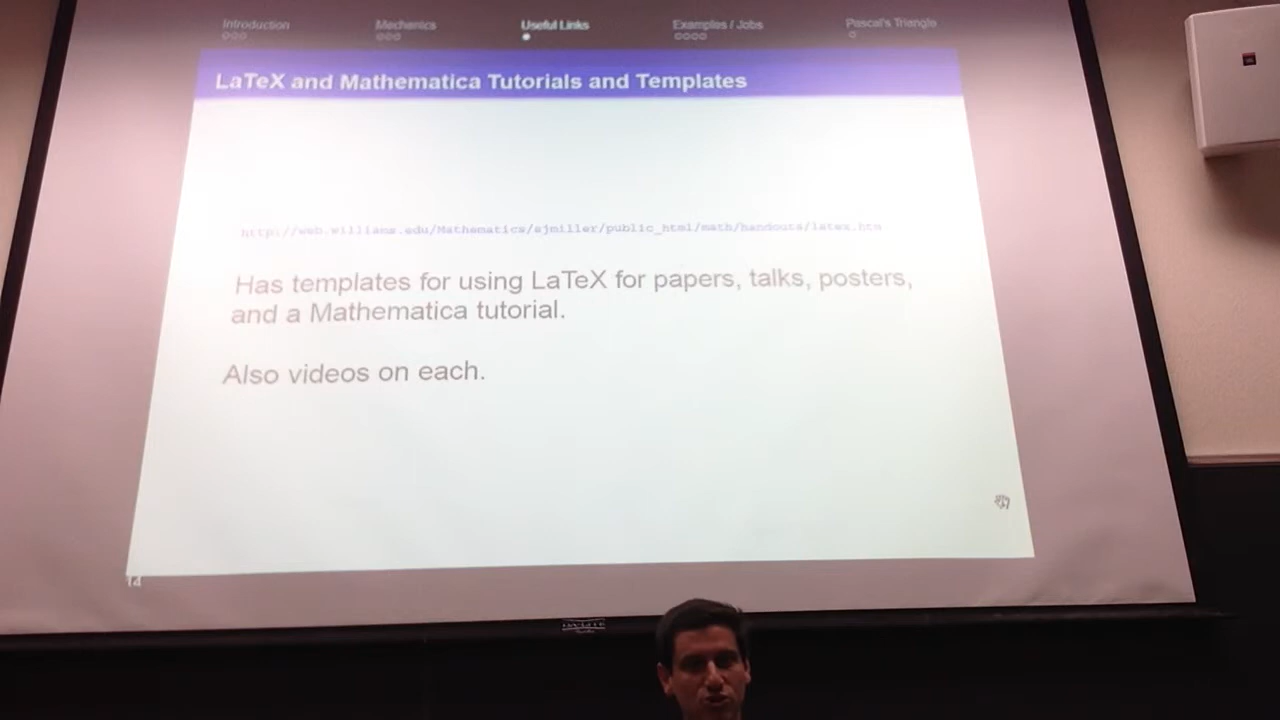 Introduction
Mechanics
Useful Links
Examples / Jobs
Pascal's Triangle
LaTeX and Mathematica Tutorials and Templates
http://web.williams.edu/Mathematics/sjmiller/public_html/math/handouts/latex.htm
Has templates for using LaTeX for papers, talks, posters,
and a Mathematica tutorial.
Also videos on each.
14